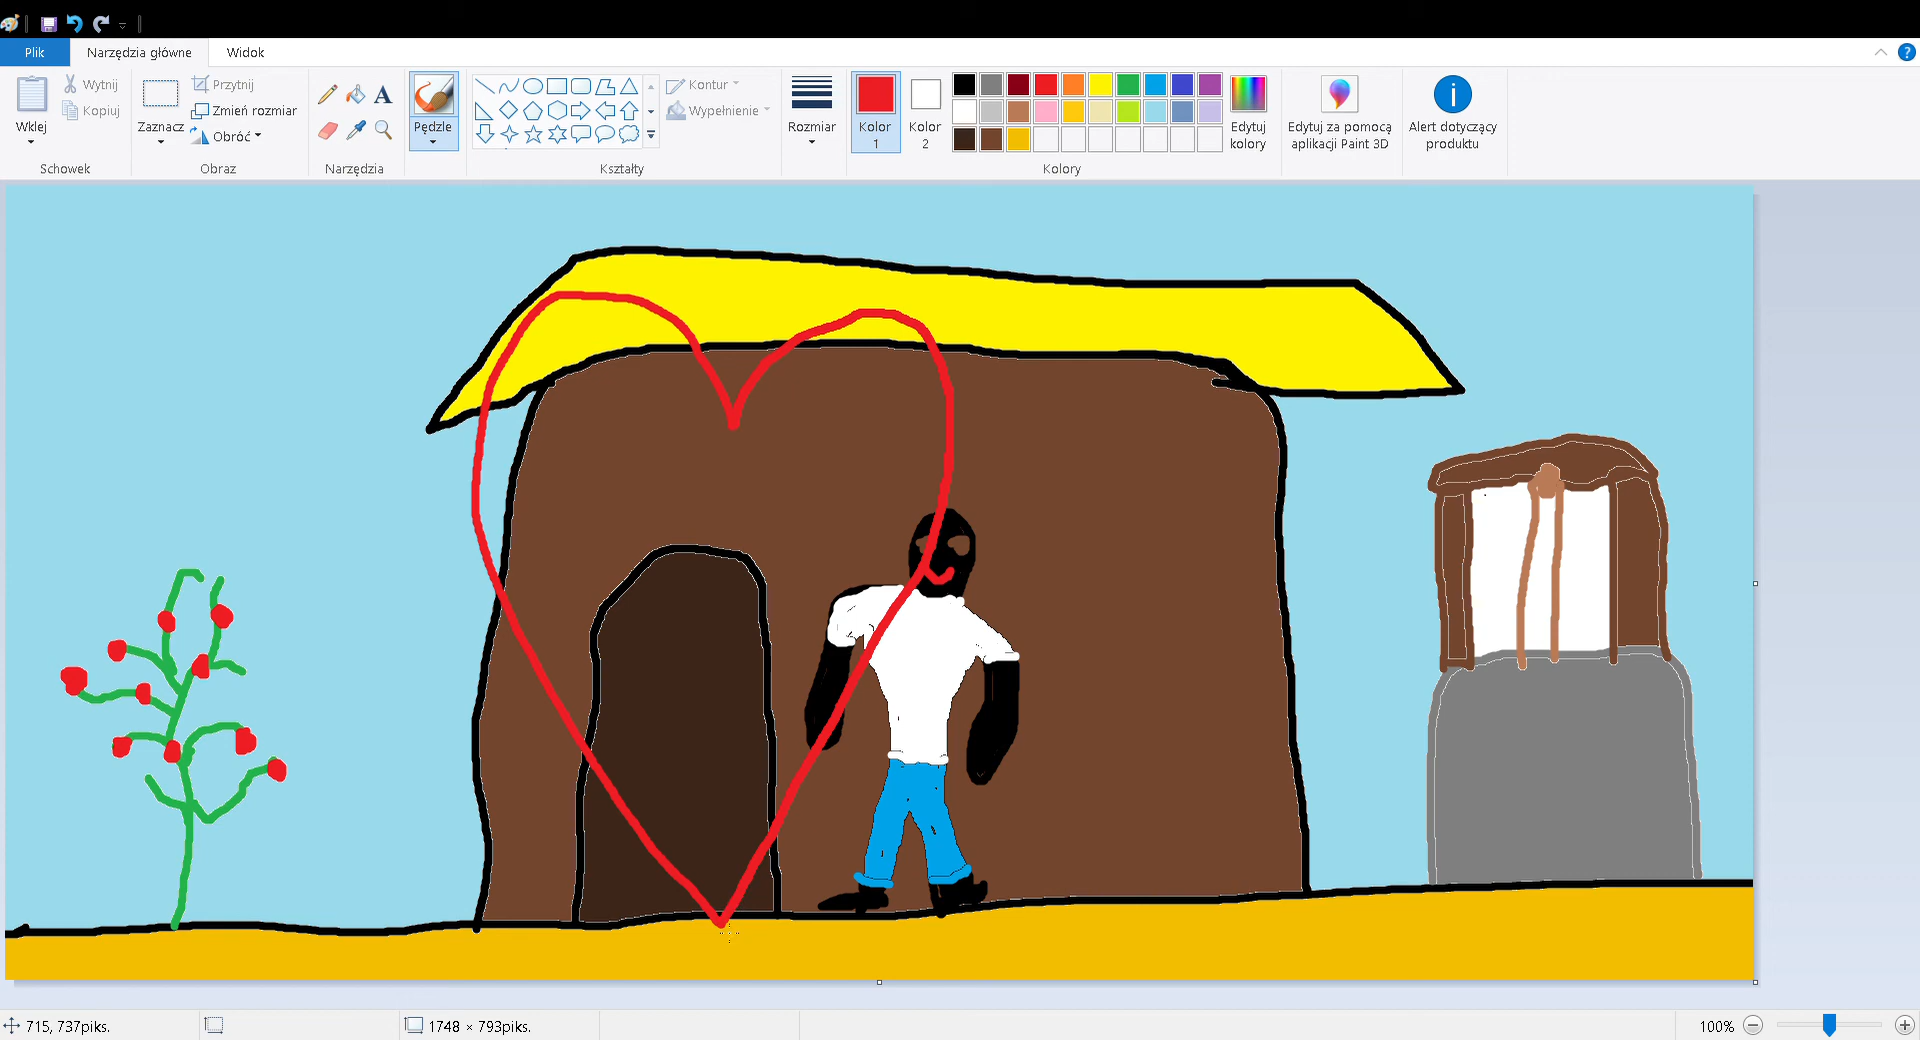 Plik Narzędzia główne Widok
Wklej
Wytnij
Kopiuj
Schowek
Zaznacz
Przytnij
Zmień rozmiar
Obróć
Obraz
A
Narzędzia
Pędzle
Kształty
Kontur
Wypełnienie
Rozmiar
Kolor
1
Kolor
2
Edytuj
kolory
Kolory
Edytuj za pomocą
aplikacji Paint 3D
Alert dotyczący
produktu
715, 737piks.
1748 × 793piks.
100%